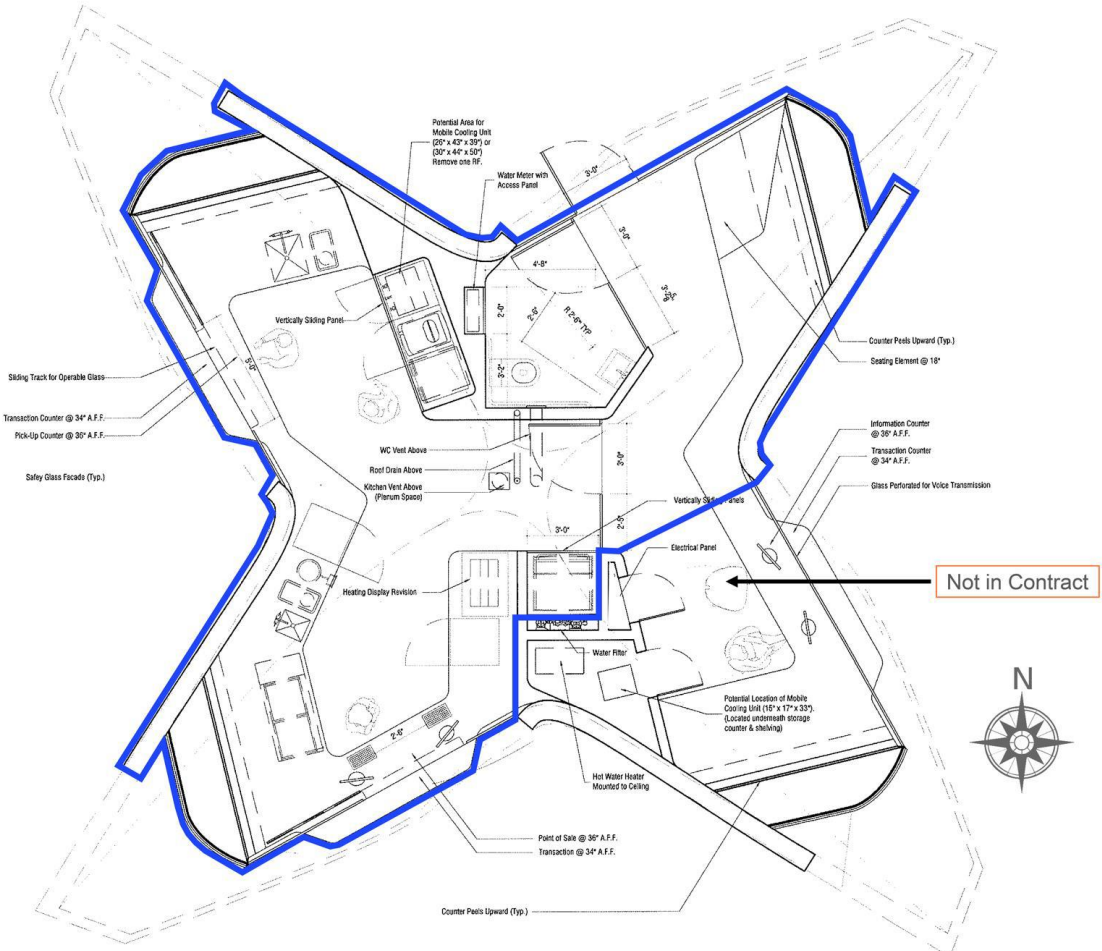 Potential Area for
Mobile Cooling Unit
(26" x 43" x 39") or
(30" x 44" x 50")
Remove one RF.
Water Meter with
Access Panel
3'-0"
3'-0"
4'-8"
2'-0"
R 2'-6" TYP
3'-2"
Vertically Sliding Panel
5'-0"
Counter Peels Upward (Typ.)
Seating Element @ 18"
Sliding Track for Operable Glass
Transaction Counter @ 34" A.F.F.
Pick-Up Counter @ 36" A.F.F.
Safey Glass Facade (Typ.)
Information Counter
@ 36" A.F.F.
Transaction Counter
@ 34" A.F.F.
Glass Perforated for Voice Transmission
WC Vent Above
Roof Drain Above
Kitchen Vent Above
(Plenum Space)
3'-0"
Vertically Sliding Panels
3'-0"
Electrical Panel
Not in Contract
Heating Display Revision
Water Filter
Potential Location of Mobile
Cooling Unit (15" x 17" x 33").
(Located underneath storage
counter & shelving)
N
2'-6"
Hot Water Heater
Mounted to Ceiling
Point of Sale @ 36" A.F.F.
Transaction @ 34" A.F.F.
Counter Peels Upward (Typ.)